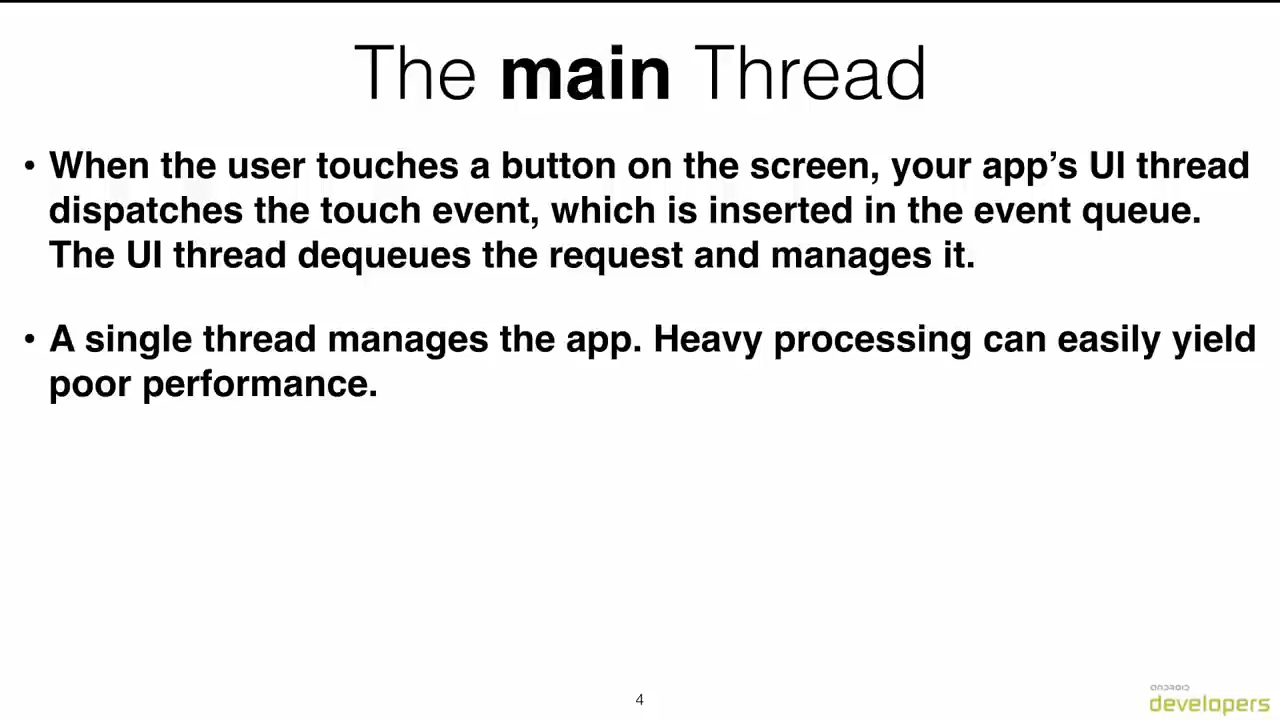 The main Thread
• When the user touches a button on the screen, your app’s UI thread
dispatches the touch event, which is inserted in the event queue.
The UI thread dequeues the request and manages it.
• A single thread manages the app. Heavy processing can easily yield
poor performance.
4
android
developers